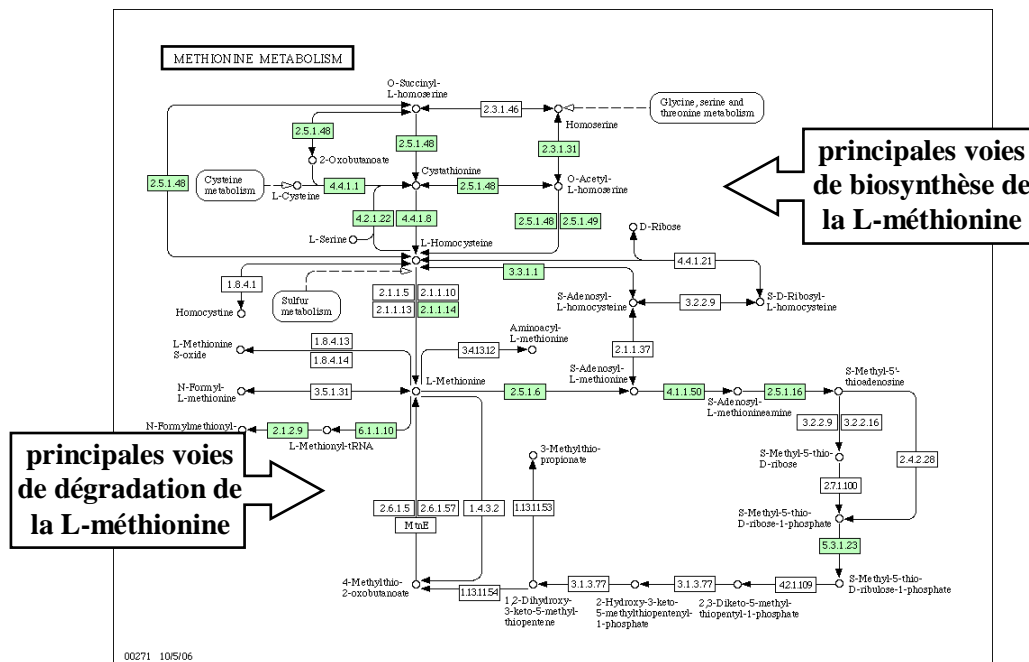 METHIONINE METABOLISM
O-Succinyl-
L-homoserine
2.3.1.46
Homoserine
Glycine, serine and
threonine metabolism
2.5.1.48
2.5.1.48
2.3.1.31
2-Oxobutanoate
2.5.1.48
Cysteine
metabolism
L-Cysteine
4.4.1.1
Cystathionine
2.5.1.48
O-Acetyl-
L-homoserine
principales voies
de biosynthèse de
la L-méthionine
4.2.1.22
4.4.1.8
2.5.1.48
2.5.1.49
L-Serine
L-Homocysteine
D-Ribose
4.4.1.21
3.3.1.1
1.8.4.1
Sulfur
metabolism
Homocystine
2.1.1.5
2.1.1.10
2.1.1.13
2.1.1.14
S-Adenosyl-
L-homocysteine
3.2.2.9
S-D-Ribosyl-
L-homocysteine
L-Methionine
S-oxide
1.8.4.13
1.8.4.14
3.4.13.12
Aminoacyl-
L-methionine
2.1.1.37
S-Adenosyl-
L-methionine
S-Methyl-5'-
thioadenosine
N-Formyl-
L-methionine
3.5.1.31
L-Methionine
2.5.1.6
4.1.1.50
S-Adenosyl-
L-methionineamine
2.5.1.16
N-Formylmethionyl-
2.1.2.9
L-Methionyl-tRNA
6.1.1.10
3.2.2.9
3.2.2.16
principales voies
de dégradation de
la L-méthionine
3-Methylthio-
propionate
S-Methyl-5-thio-
D-ribose
2.4.2.28
2.7.1.100
2.6.1.5
2.6.1.57
MtnE
1.4.3.2
1.13.11.53
S-Methyl-5-thio-
D-ribose-1-phosphate
5.3.1.23
4-Methylthio-
2-oxobutanoate
1.13.11.54
1,2-Dihydroxy-
3-keto-5-methyl-
thiopentene
3.1.3.77
2-Hydroxy-3-keto-
5-methylthiopentenyl-
1-phosphate
3.1.3.77
2,3-Diketo-5-methyl-
thiopentyl-1-phosphate
4.2.1.109
S-Methyl-5-thio-
D-ribulose-1-phosphate
00271 10/5/06